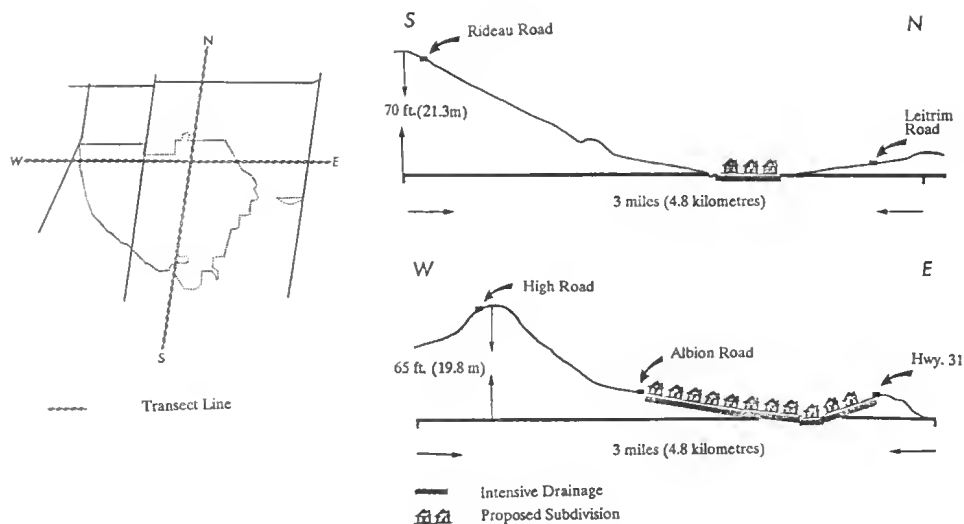 N
W
E
S
Transect Line
S
N
Rideau Road
70 ft.(21.3m)
Leitrim
Road
3 miles (4.8 kilometres)
W
E
High Road
65 ft. (19.8 m)
Albion Road
Hwy. 31
3 miles (4.8 kilometres)
Intensive Drainage
Proposed Subdivision